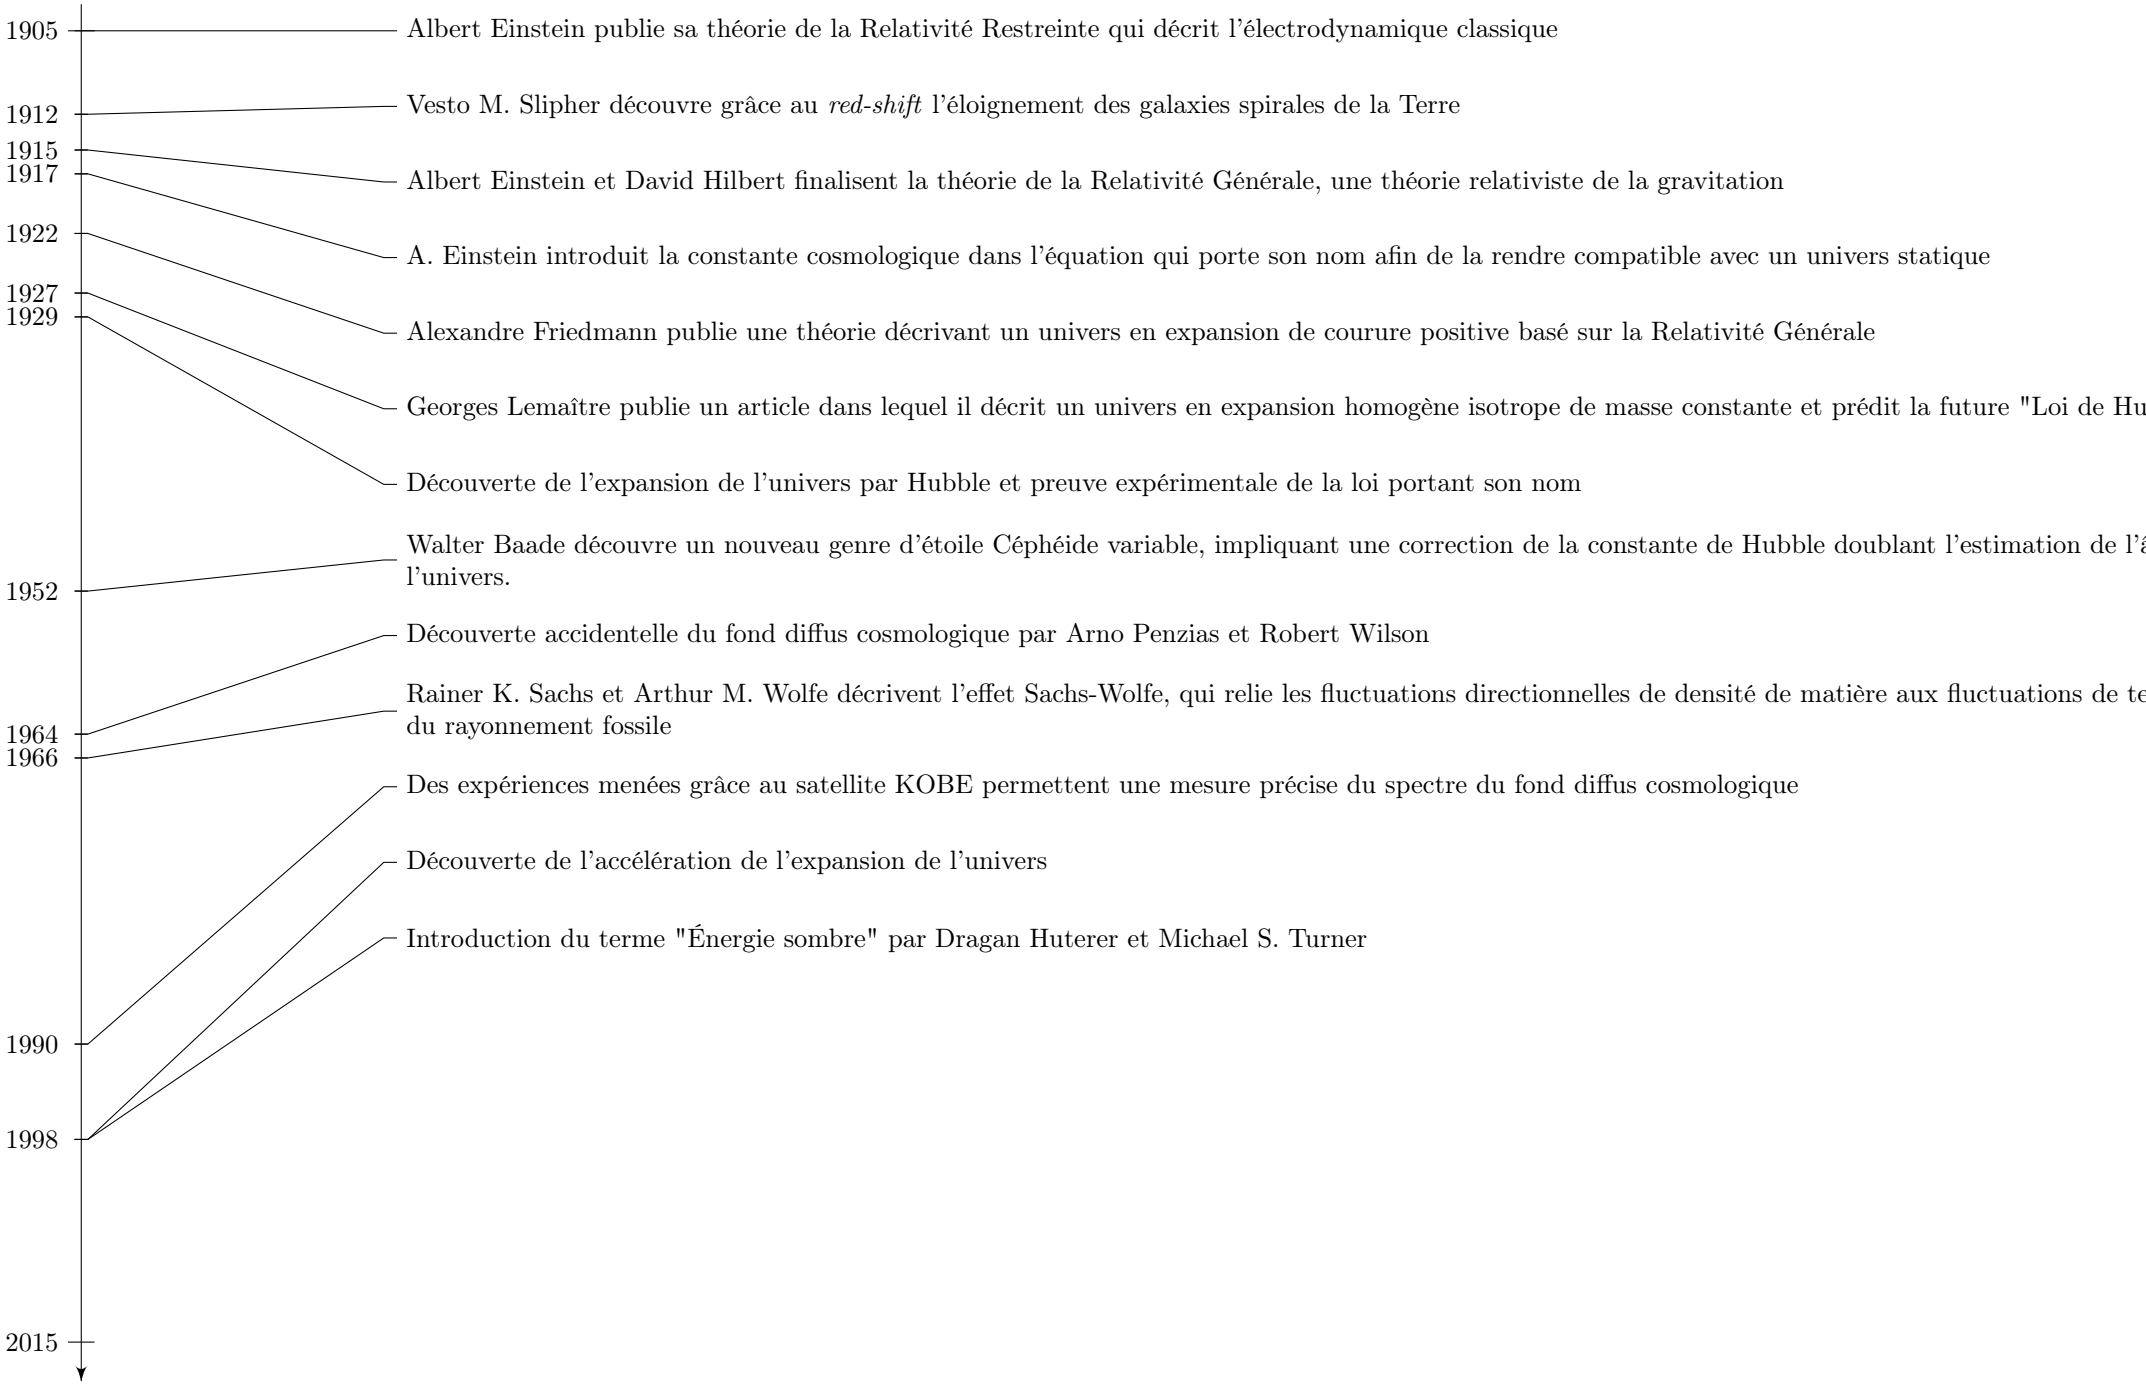 1905 Albert Einstein publie sa théorie de la Relativité Restreinte qui décrit l'électrodynamique classique
1912 Vesto M. Slipher découvre grâce au red-shift l'éloignement des galaxies spirales de la Terre
1915 Albert Einstein et David Hilbert finalisent la théorie de la Relativité Générale, une théorie relativiste de la gravitation
1917 A. Einstein introduit la constante cosmologique dans l'équation qui porte son nom afin de la rendre compatible avec un univers statique
1922 Alexandre Friedmann publie une théorie décrivant un univers en expansion de courure positive basé sur la Relativité Générale
1927 Georges Lemaître publie un article dans lequel il décrit un univers en expansion homogène isotrope de masse constante et prédit la future "Loi de
1929 Découverte de l'expansion de l'univers par Hubble et preuve expérimentale de la loi portant son nom
1952 Walter Baade découvre un nouveau genre d'étoile Céphéide variable, impliquant une correction de la constante de Hubble doublant l'estimation de
l'univers.
1964 Découverte accidentelle du fond diffus cosmologique par Arno Penzias et Robert Wilson
1966 Rainer K. Sachs et Arthur M. Wolfe décrivent l'effet Sachs-Wolfe, qui relie les fluctuations directionnelles de densité de matière aux fluctuations de
du rayonnement fossile
1990 Des expériences menées grâce au satellite KOBE permettent une mesure précise du spectre du fond diffus cosmologique
1998 Découverte de l'accélération de l'expansion de l'univers
Introduction du terme "Énergie sombre" par Dragan Huterer et Michael S. Turner
2015